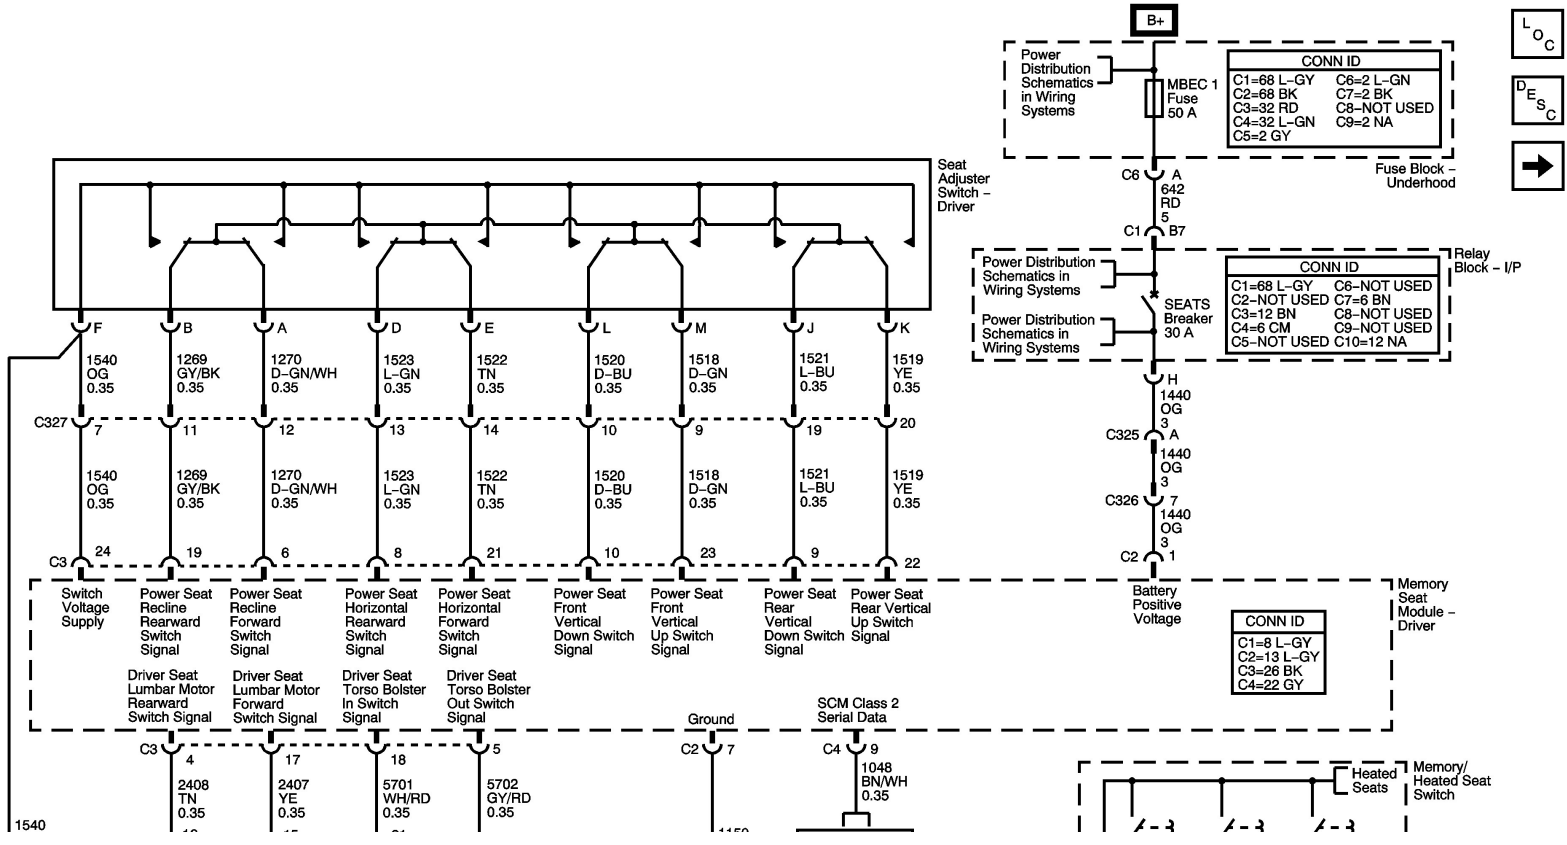 B+
L
O
C
Power
Distribution
Schematics
in Wiring
Systems
MBEC 1
Fuse
50 A
CONN ID
C1=68 L-GY C6=2 L-GN
C2=68 BK C7=2 BK
C3=32 RD C8-NOT USED
C4=32 L-GN C9=2 NA
C5=2 GY
D
E
S
C
Fuse Block -
Underhood
C6 A
642
RD
5
C1 B7
Seat
Adjuster
Switch -
Driver
Relay
Block - I/P
Power Distribution
Schematics in
Wiring Systems
SEATS
Breaker
30 A
Power Distribution
Schematics in
Wiring Systems
CONN ID
C1=68 L-GY C6-NOT USED
C2-NOT USED C7=6 BN
C3=12 BN C8-NOT USED
C4=6 CM C9-NOT USED
C5-NOT USED C10=12 NA
F B A D E L M J K
1540 1269 1270 1523 1522 1520 1518 1521 1519
OG GY/BK D-GN/WH L-GN TN D-BU D-GN L-BU YE
0.35 0.35 0.35 0.35 0.35 0.35 0.35 0.35 0.35
H
1440
OG
3
C327 7 11 12 13 14 10 9 19 20
C325 A
1440
OG
3
1540 1269 1270 1523 1522 1520 1518 1521 1519
OG GY/BK D-GN/WH L-GN TN D-BU D-GN L-BU YE
0.35 0.35 0.35 0.35 0.35 0.35 0.35 0.35 0.35
C326 7
1440
OG
3
C3 24 19 6 8 21 10 23 9 22
C2 1
Switch
Voltage
Supply
Power Seat
Recline
Rearward
Switch
Signal
Power Seat
Recline
Forward
Switch
Signal
Power Seat
Horizontal
Rearward
Switch
Signal
Power Seat
Horizontal
Forward
Switch
Signal
Power Seat
Front
Vertical
Down Switch
Signal
Power Seat
Front
Vertical
Up Switch
Signal
Power Seat
Rear
Vertical
Down Switch
Signal
Power Seat
Rear Vertical
Up Switch
Signal
Battery
Positive
Voltage
Memory
Seat
Module -
Driver
CONN ID
C1=8 L-GY
C2=13 L-GY
C3=26 BK
C4=22 GY
Driver Seat
Lumbar Motor
Rearward
Switch Signal
Driver Seat
Lumbar Motor
Forward
Switch Signal
Driver Seat
Torso Bolster
In Switch
Signal
Driver Seat
Torso Bolster
Out Switch
Signal
Ground
SCM Class 2
Serial Data
C3 4 17 18 5
C2 7
C4 9
2408 2407 5701 5702
TN YE WH/RD GY/RD
0.35 0.35 0.35 0.35
1048
BN/WH
0.35
Heated
Seats
Memory/
Heated Seat
Switch
1540